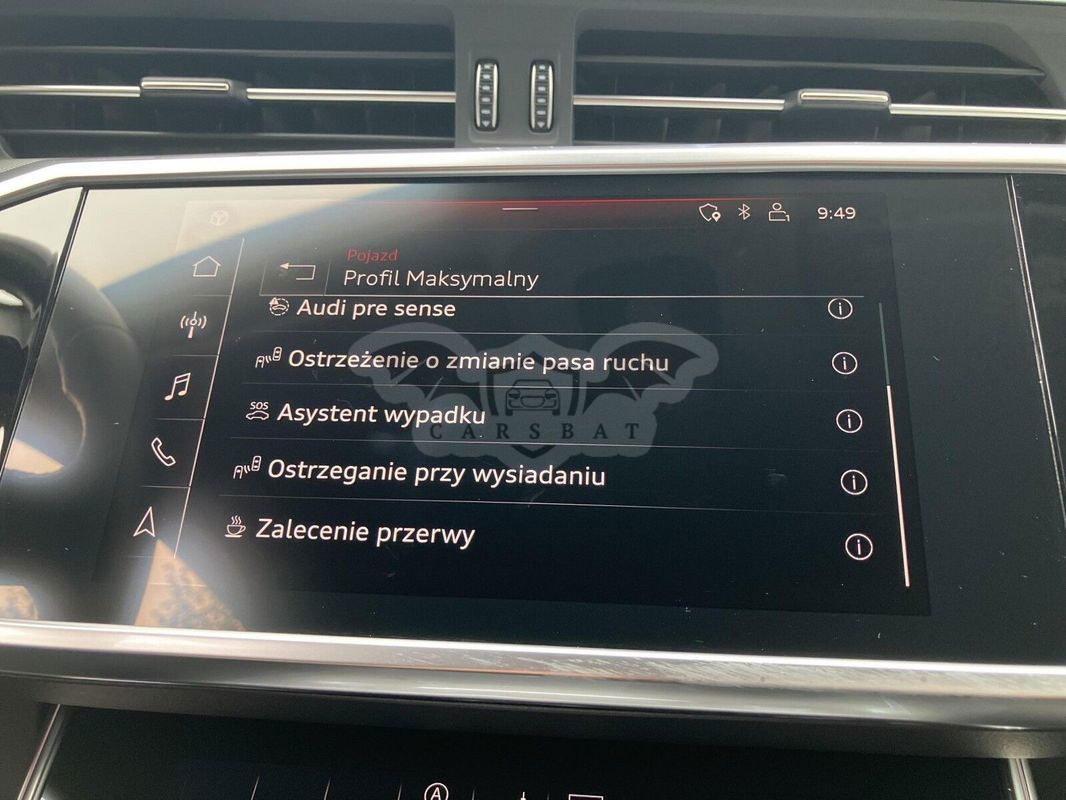 9:49
Pojazd
Profil Maksymalny
Audi pre sense
Ostrzeżenie o zmianie pasa ruchu
SOS
Asystent wypadku
CARSBAT
Ostrzeganie przy wysiadaniu
Zalecenie przerwy
A